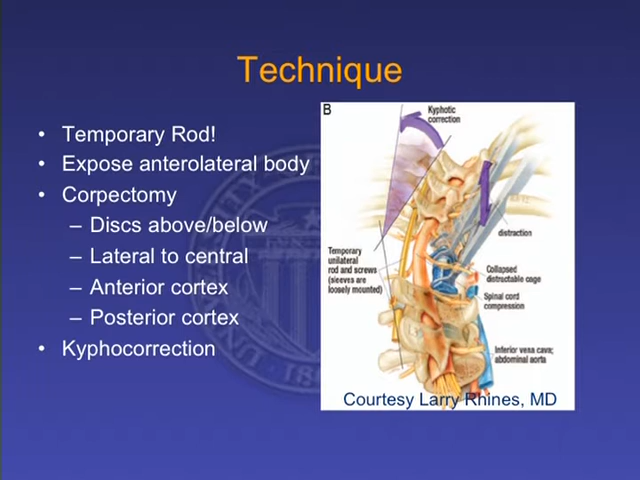 Technique
• Temporary Rod!
• Expose anterolateral body
• Corpectomy
– Discs above/below
– Lateral to central
– Anterior cortex
– Posterior cortex
• Kyphocorrection
B
Kyphotic
correction
distraction
Temporary
unilateral
rod and screws
(sleeves are
loosely mounted)
Collapsed
distractable cage
Spinal cord
compression
Inferior vena cava;
abdominal aorta
Courtesy Larry Rhines, MD